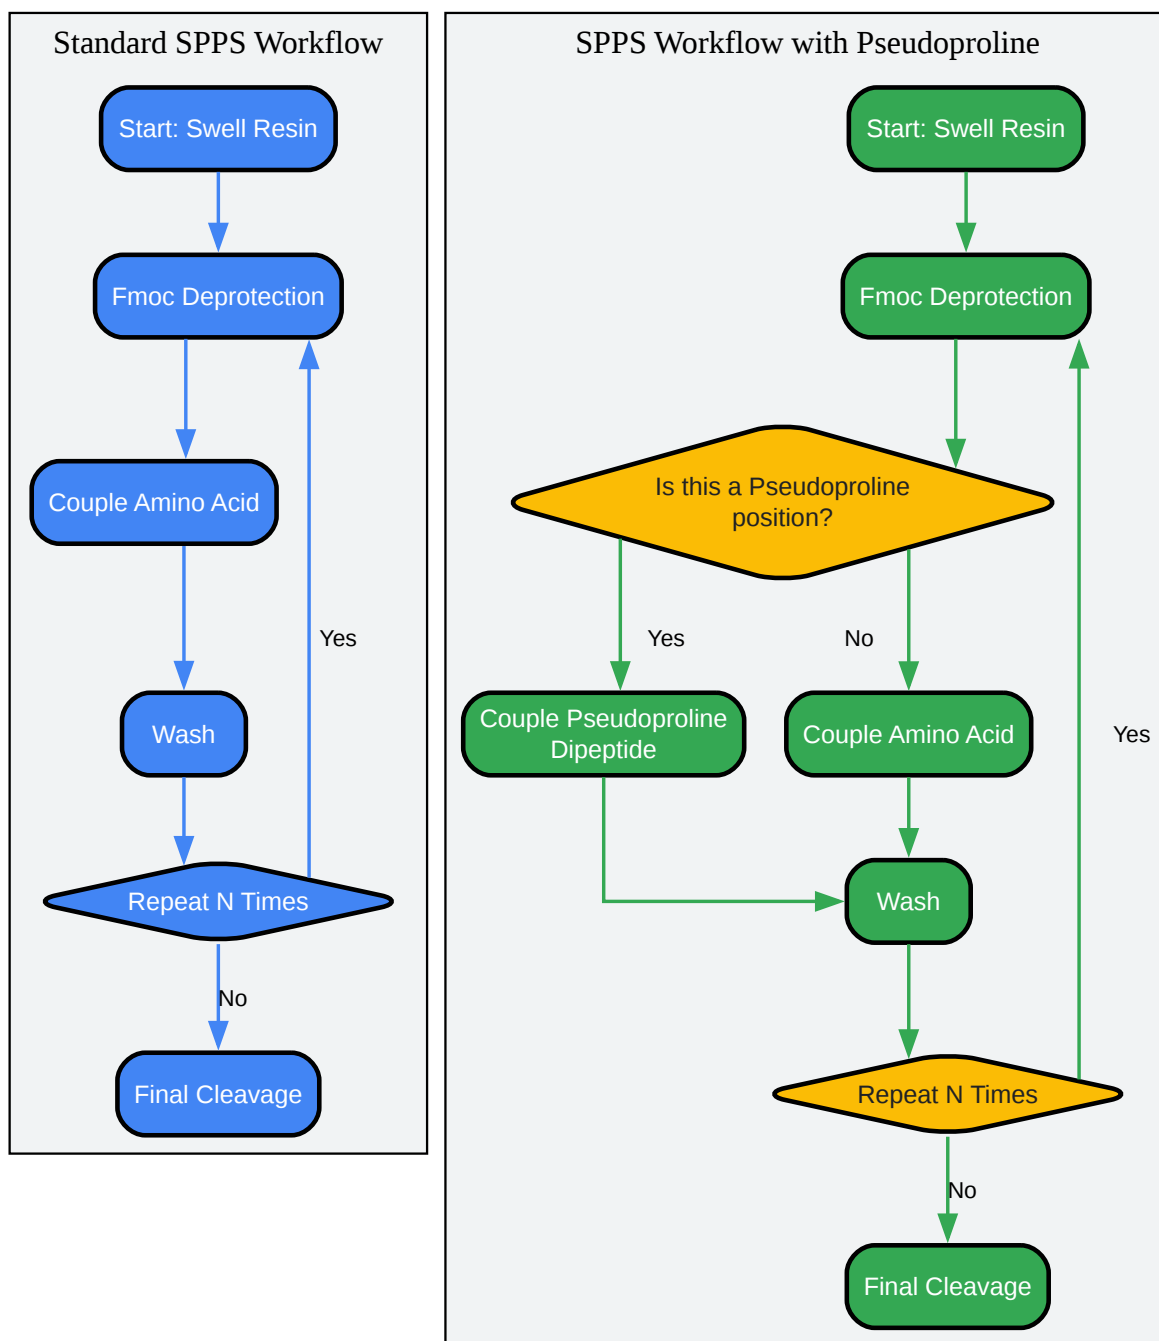 Standard SPPS Workflow
Start: Swell Resin
Fmoc Deprotection
Couple Amino Acid
Yes
Wash
Repeat N Times
No
Final Cleavage
SPPS Workflow with Pseudoproline
Start: Swell Resin
Fmoc Deprotection
Is this a Pseudoproline
position?
Yes
No
Couple Pseudoproline
Dipeptide
Couple Amino Acid
Yes
Wash
Repeat N Times
No
Final Cleavage